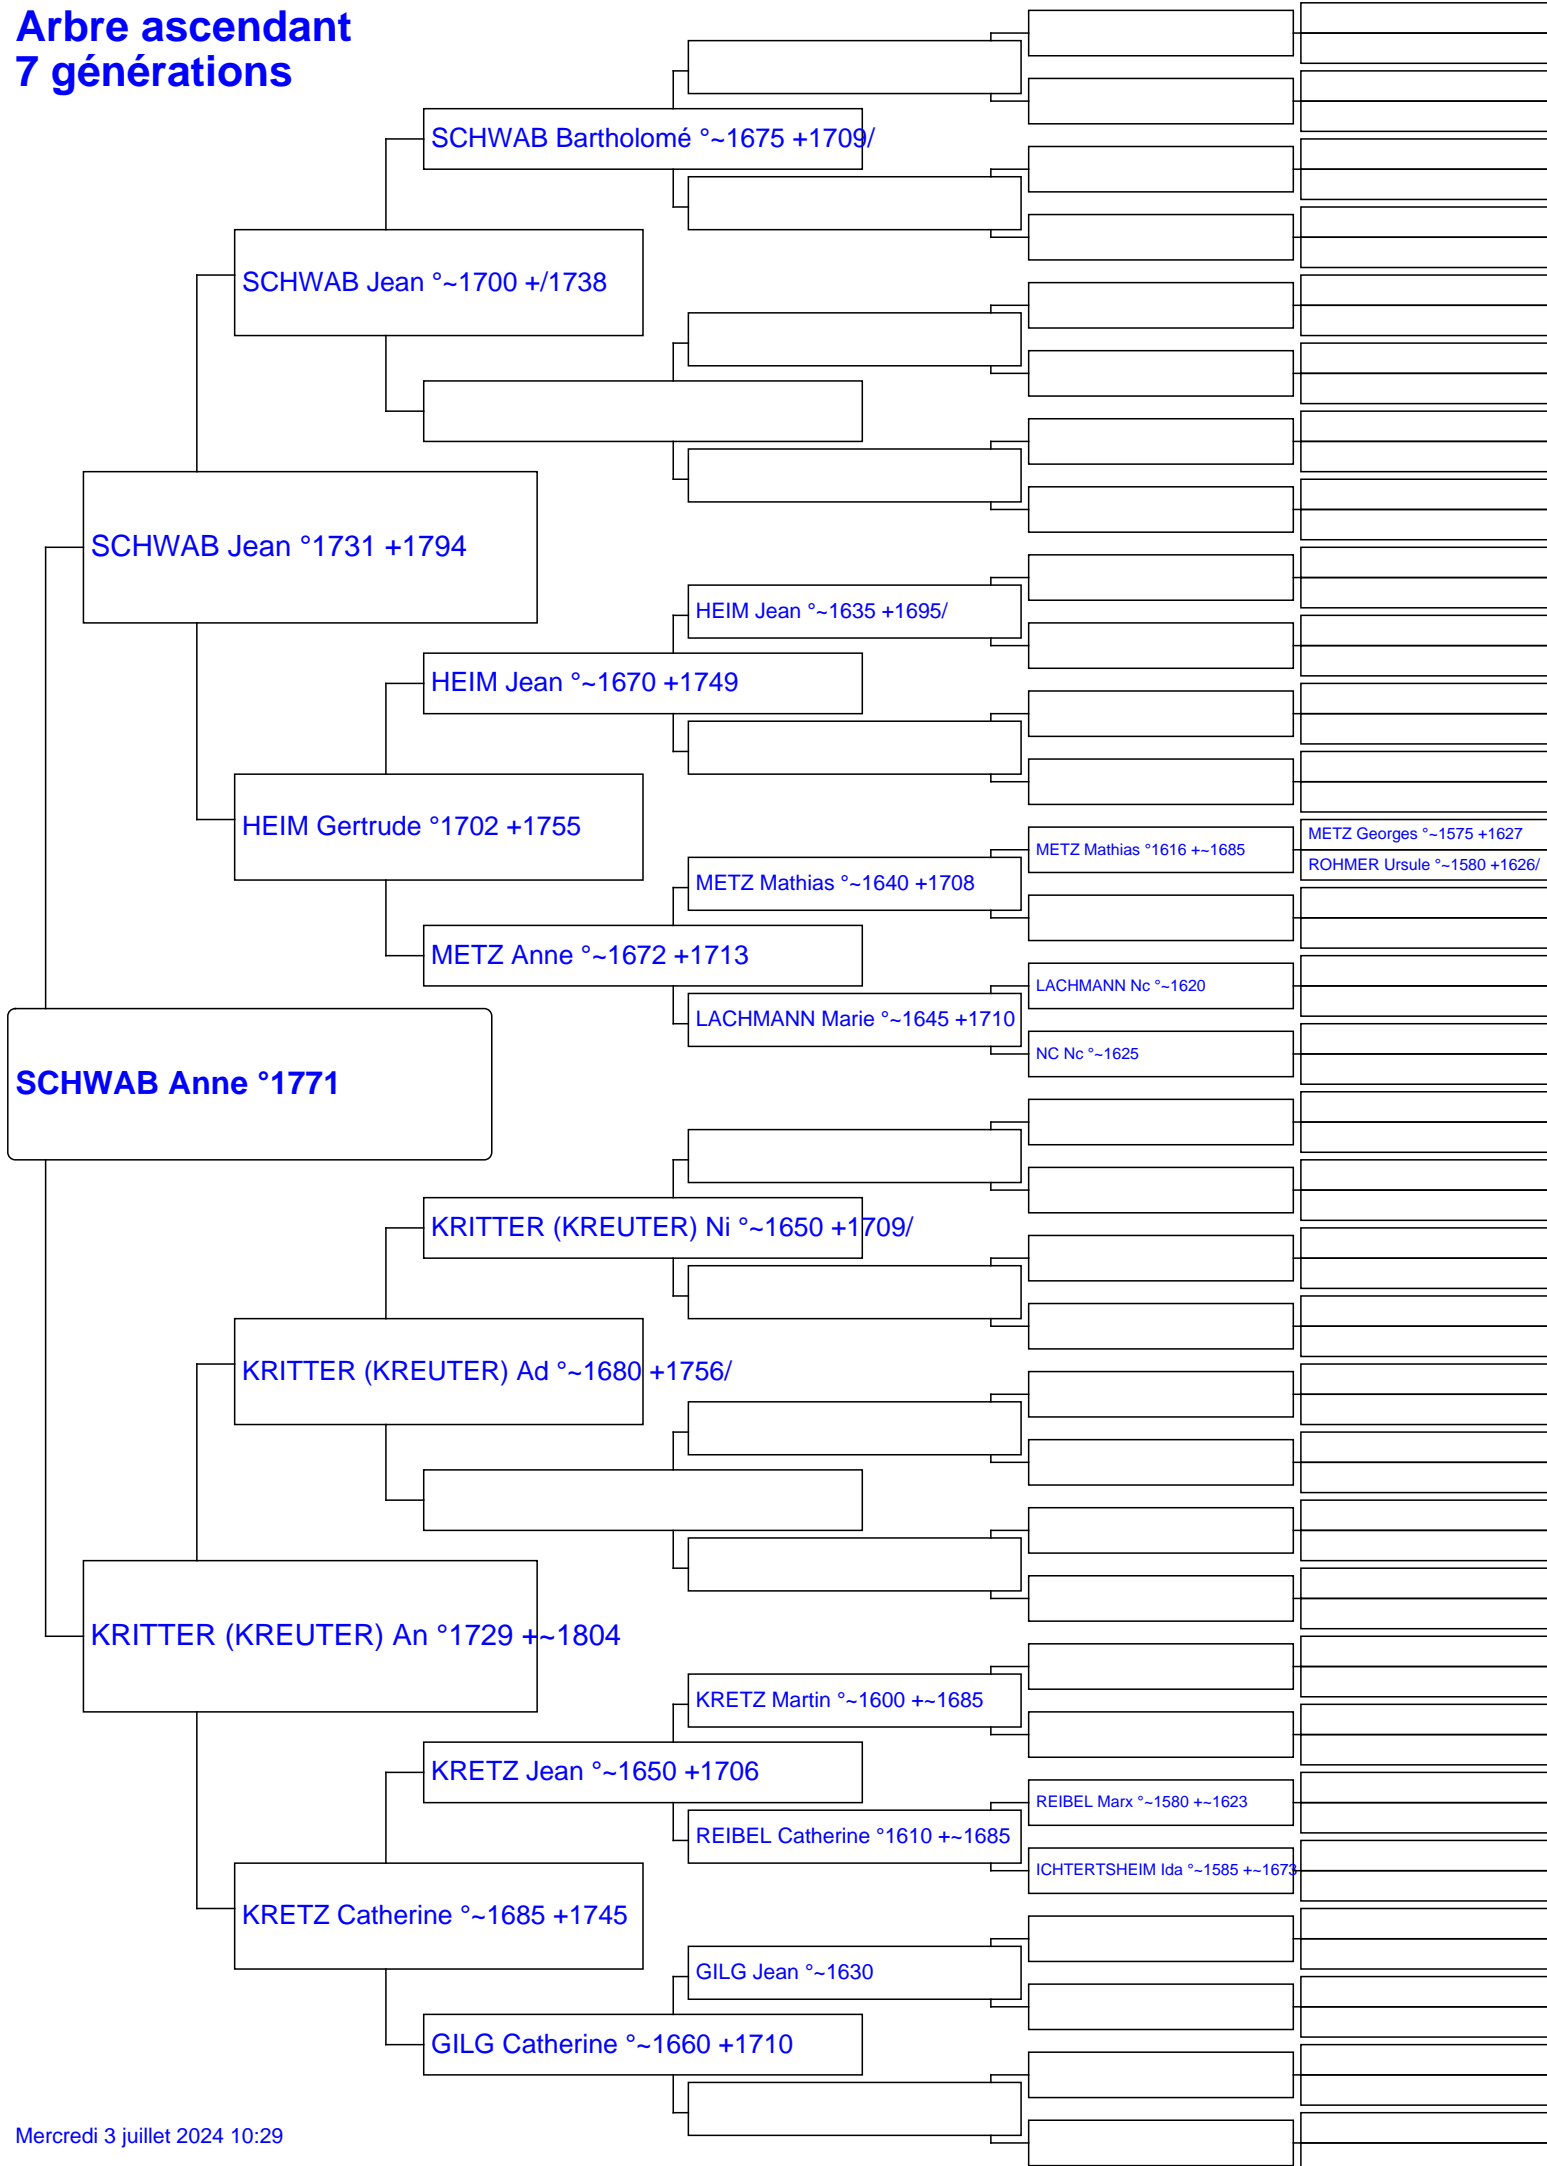 Arbre ascendant
7 générations
SCHWAB Bartholomé °~1675 +1709/
SCHWAB Jean °~1700 +/1738
SCHWAB Jean °1731 +1794
HEIM Jean °~1635 +1695/
HEIM Jean °~1670 +1749
HEIM Gertrude °1702 +1755
METZ Georges °~1575 +1627
METZ Mathias °1616 +~1685
ROHMER Ursule °~1580 +1626/
METZ Mathias °~1640 +1708
METZ Anne °~1672 +1713
LACHMANN Nc °~1620
LACHMANN Marie °~1645 +1710
NC Nc °~1625
SCHWAB Anne °1771
KRITTER (KREUTER) Ni °~1650 +1709/
KRITTER (KREUTER) Ad °~1680 +1756/
KRITTER (KREUTER) An °1729 +~1804
KRETZ Martin °~1600 +~1685
KRETZ Jean °~1650 +1706
REIBEL Marx °~1580 +~1623
REIBEL Catherine °1610 +~1685
ICHTERTSHEIM Ida °~1585 +~1673
KRETZ Catherine °~1685 +1745
GILG Jean °~1630
GILG Catherine °~1660 +1710
Mercredi 3 juillet 2024 10:29